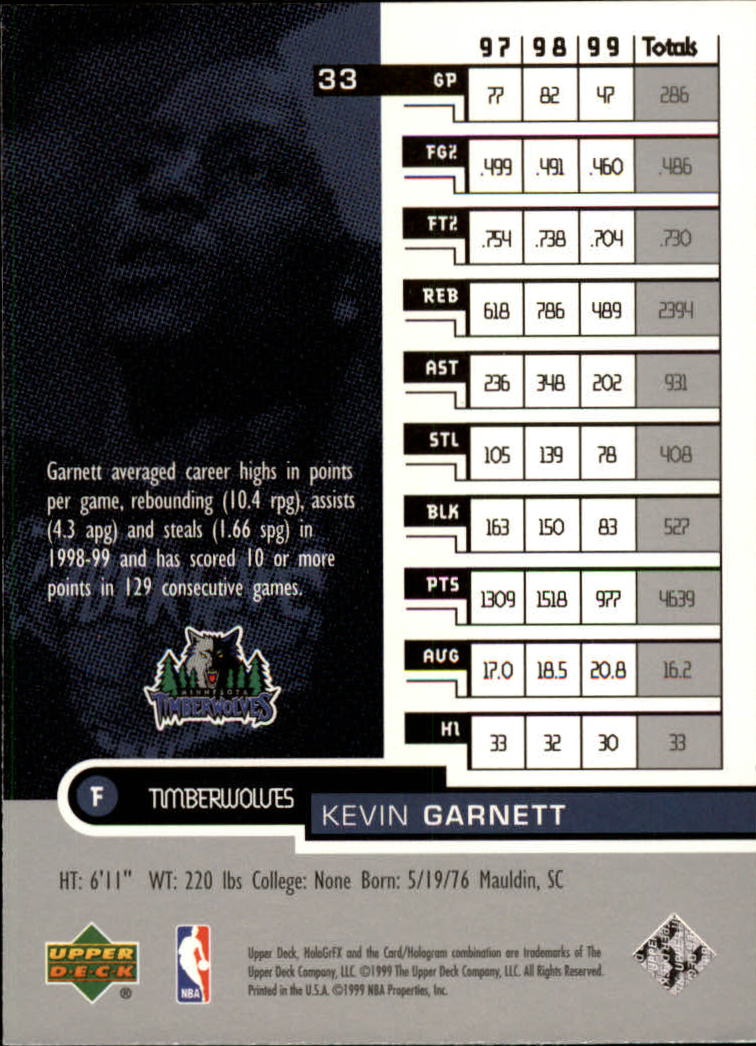 97 98 99 Totals
33 GP 77 82 47 286
FG% .499 .491 .460 .486
FT% .754 .738 .704 .730
REB 618 786 489 2394
AST 236 348 202 931
STL 105 139 78 408
BLK 163 150 83 527
PTS 1309 1518 977 4639
AVG 17.0 18.5 20.8 16.2
HI 33 32 30 33
Garnett averaged career highs in points
per game, rebounding (10.4 rpg), assists
(4.3 apg) and steals (1.66 spg) in
1998-99 and has scored 10 or more
points in 129 consecutive games.
MINNESOTA
TIMBERWOLVES
F TIMBERWOLVES
KEVIN GARNETT
HT: 6'11" WT: 220 lbs College: None Born: 5/19/76 Mauldin, SC
UPPER
DECK
®
NBA
Upper Deck, HoloGrFX and the Card/Hologram combination are trademarks of The
Upper Deck Company, LLC. ©1999 The Upper Deck Company, LLC. All Rights Reserved.
Printed in the U.S.A. ©1999 NBA Properties, Inc.